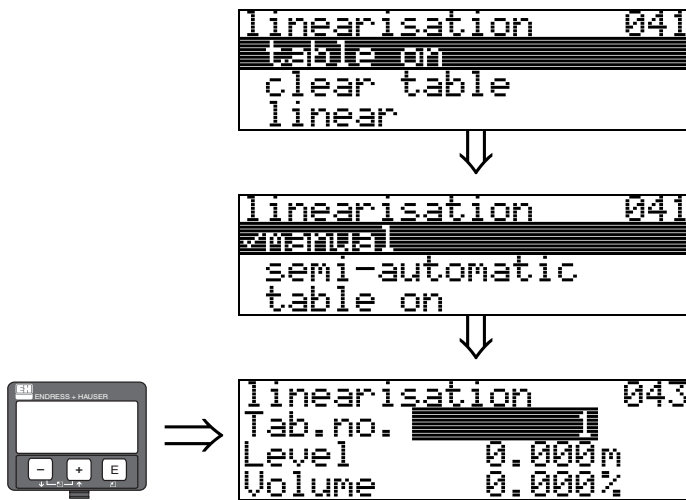 linearisation 041
table on
clear table
linear
linearisation 041
✓manual
semi-automatic
table on
EH
ENDRESS + HAUSER
– + E
linearisation 043
Tab.no. 1
Level 0.000m
Volume 0.000%